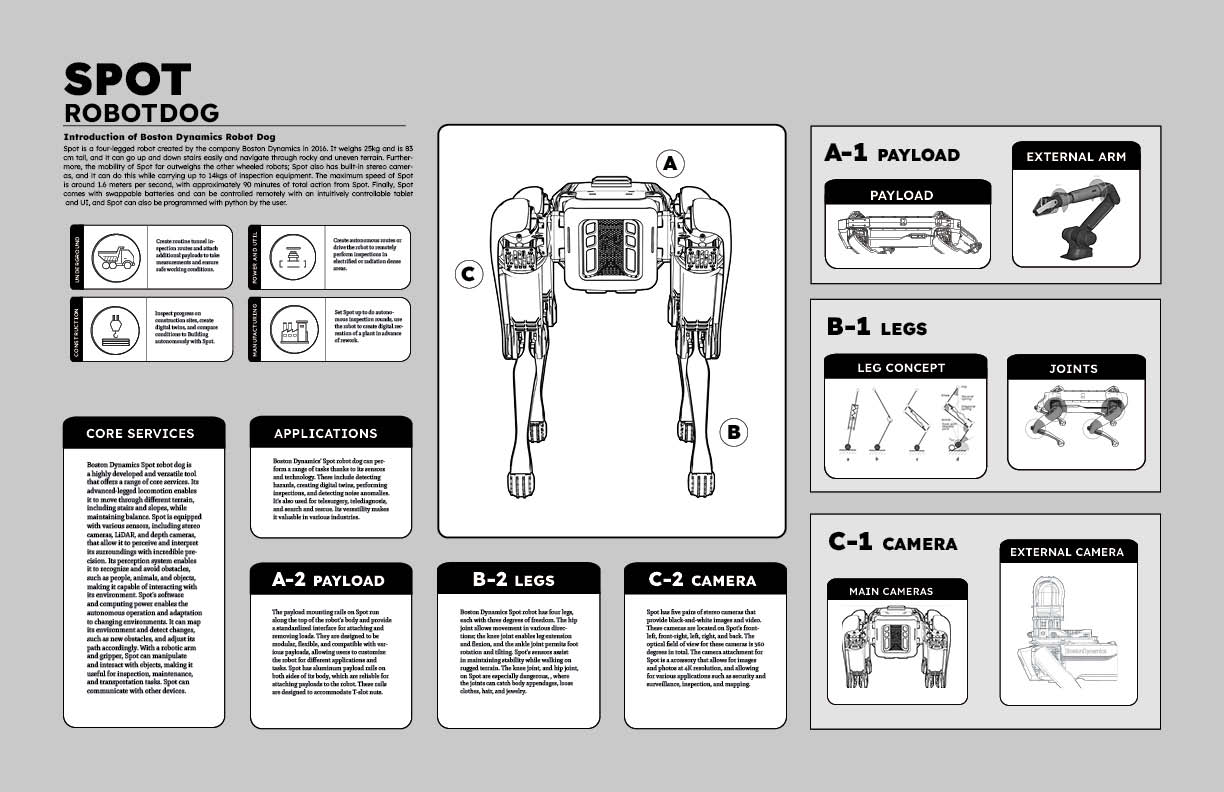 SPOT
ROBOTDOG
Introduction of Boston Dynamics Robot Dog
Spot is a four-legged robot created by the company Boston Dynamics in 2016. It weighs 25kg and is 83
cm tall, and it can go up and down stairs easily and navigate through rocky and uneven terrain. Further-
more, the mobility of Spot far outweighs the other wheeled robots; Spot also has built-in stereo camer-
as, and it can do this while carrying up to 14kgs of inspection equipment. The maximum speed of Spot
is around 1.6 meters per second, with approximately 90 minutes of total action from Spot. Finally, Spot
comes with swappable batteries and can be controlled remotely with an intuitively controllable tablet
and UI, and Spot can also be programmed with python by the user.
UNDERGROUND
Create routine tunnel in-
spection routes and attach
additional payloads to take
measurements and ensure
safe working conditions.
POWER AND UTIL
Create autonomous routes or
drive the robot to remotely
perform inspections in
electrified or radiation dense
areas.
CONSTRUCTION
Inspect progress on
construction sites, create
digital twins, and compare
conditions to Building
autonomously with Spot.
MANUFACTURING
Set Spot up to do autono-
mous inspection rounds, use
the robot to create digital rec-
reation of a plant in advance
of rework.
CORE SERVICES
Boston Dynamics Spot robot dog is
a highly developed and versatile tool
that offers a range of core services. Its
advanced-legged locomotion enables
it to move through different terrain,
including stairs and slopes, while
maintaining balance. Spot is equipped
with various sensors, including stereo
cameras, LiDAR, and depth cameras,
that allow it to perceive and interpret
its surroundings with incredible pre-
cision. Its perception system enables
it to recognize and avoid obstacles,
such as people, animals, and objects,
making it capable of interacting with
its environment. Spot's software
and computing power enables the
autonomous operation and adaptation
to changing environments. It can map
its environment and detect changes,
such as new obstacles, and adjust its
path accordingly. With a robotic arm
and gripper, Spot can manipulate
and interact with objects, making it
useful for inspection, maintenance,
and transportation tasks. Spot can
communicate with other devices.
APPLICATIONS
Boston Dynamics' Spot robot dog can per-
form a range of tasks thanks to its sensors
and technology. These include detecting
hazards, creating digital twins, performing
inspections, and detecting noise anomalies.
It's also used for telesurgery, telediagnosis,
and search and rescue. Its versatility makes
it valuable in various industries.
A-2 PAYLOAD
The payload mounting rails on Spot run
along the top of the robot's body and provide
a standardized interface for attaching and
removing loads. They are designed to be
modular, flexible, and compatible with var-
ious payloads, allowing users to customize
the robot for different applications and
tasks. Spot has aluminum payload rails on
both sides of its body, which are reliable for
attaching payloads to the robot. These rails
are designed to accommodate T-slot nuts.
A
C
B
B-2 LEGS
Boston Dynamics Spot robot has four legs,
each with three degrees of freedom. The hip
joint allows movement in various direc-
tions; the knee joint enables leg extension
and flexion, and the ankle joint permits foot
rotation and tilting. Spot's sensors assist
in maintaining stability while walking on
rugged terrain. The knee joint, and hip joint,
on Spot are especially dangerous, , where
the joints can catch body appendages, loose
clothes, hair, and jewelry.
C-2 CAMERA
Spot has five pairs of stereo cameras that
provide black-and-white images and video.
These cameras are located on Spot's front-
left, front-right, left, right, and back. The
optical field of view for these cameras is 360
degrees in total. The camera attachment for
Spot is a accessory that allows for images
and photos at 4K resolution, and allowing
for various applications such as security and
surveillance, inspection, and mapping.
A-1 PAYLOAD
PAYLOAD
EXTERNAL ARM
B-1 LEGS
LEG CONCEPT
a
b
c
d
JOINTS
C-1 CAMERA
MAIN CAMERAS
EXTERNAL CAMERA
BostonDynamics